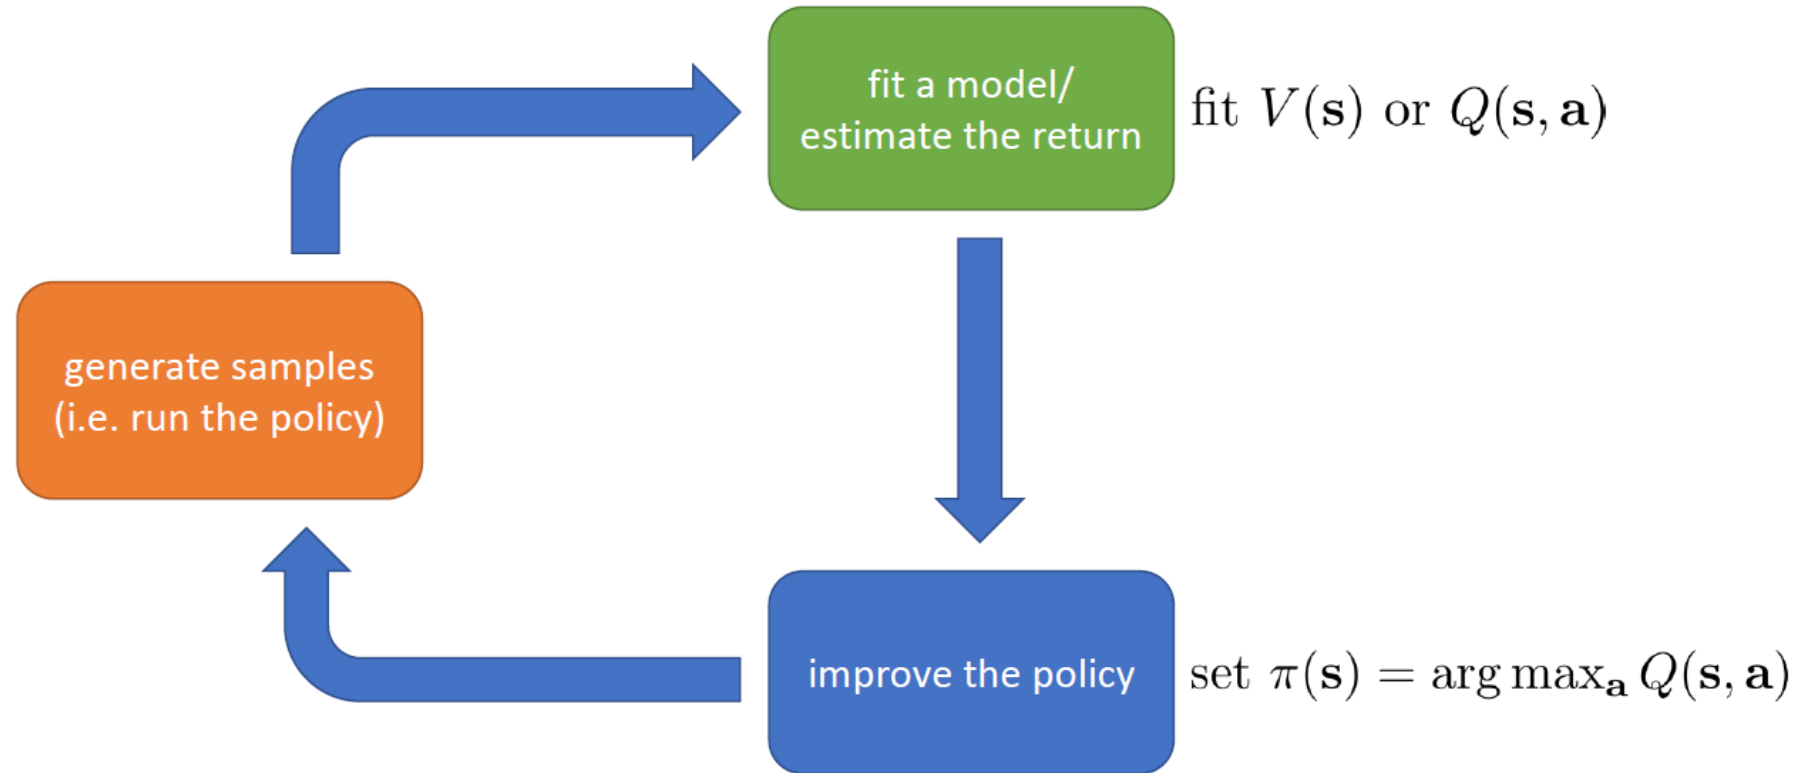 fit a model/
estimate the return
fit V(s) or Q(s, a)
generate samples
(i.e. run the policy)
improve the policy
set π(s) = arg maxₐ Q(s, a)